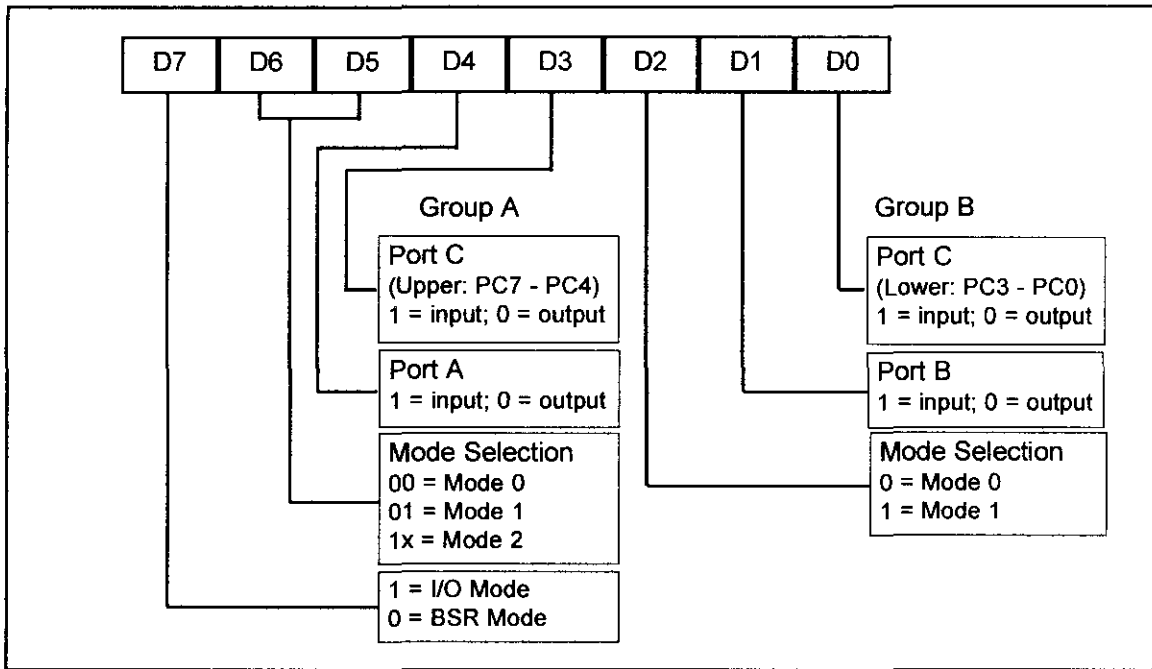 D7 D6 D5 D4 D3 D2 D1 D0
Group A
Port C
(Upper: PC7 - PC4)
1 = input; 0 = output
Port A
1 = input; 0 = output
Mode Selection
00 = Mode 0
01 = Mode 1
1x = Mode 2
1 = I/O Mode
0 = BSR Mode
Group B
Port C
(Lower: PC3 - PC0)
1 = input; 0 = output
Port B
1 = input; 0 = output
Mode Selection
0 = Mode 0
1 = Mode 1